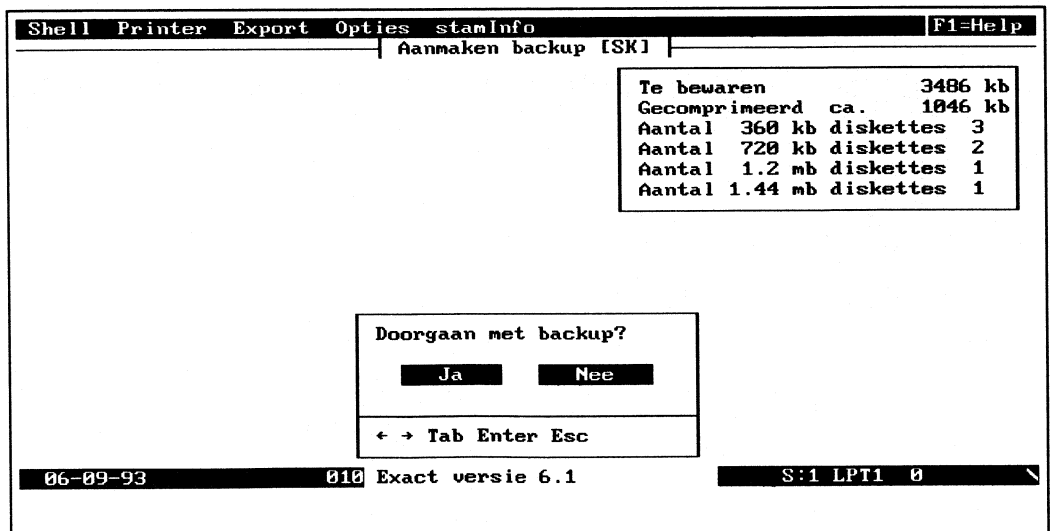 Shell Printer Export Opties stamInfo F1=Help
Aanmaken backup [SK]
Te bewaren 3486 kb
Gecomprimeerd ca. 1046 kb
Aantal 360 kb diskettes 3
Aantal 720 kb diskettes 2
Aantal 1.2 mb diskettes 1
Aantal 1.44 mb diskettes 1
Doorgaan met backup?
Ja Nee
← → Tab Enter Esc
06-09-93 010 Exact versie 6.1 S:1 LPT1 0 \